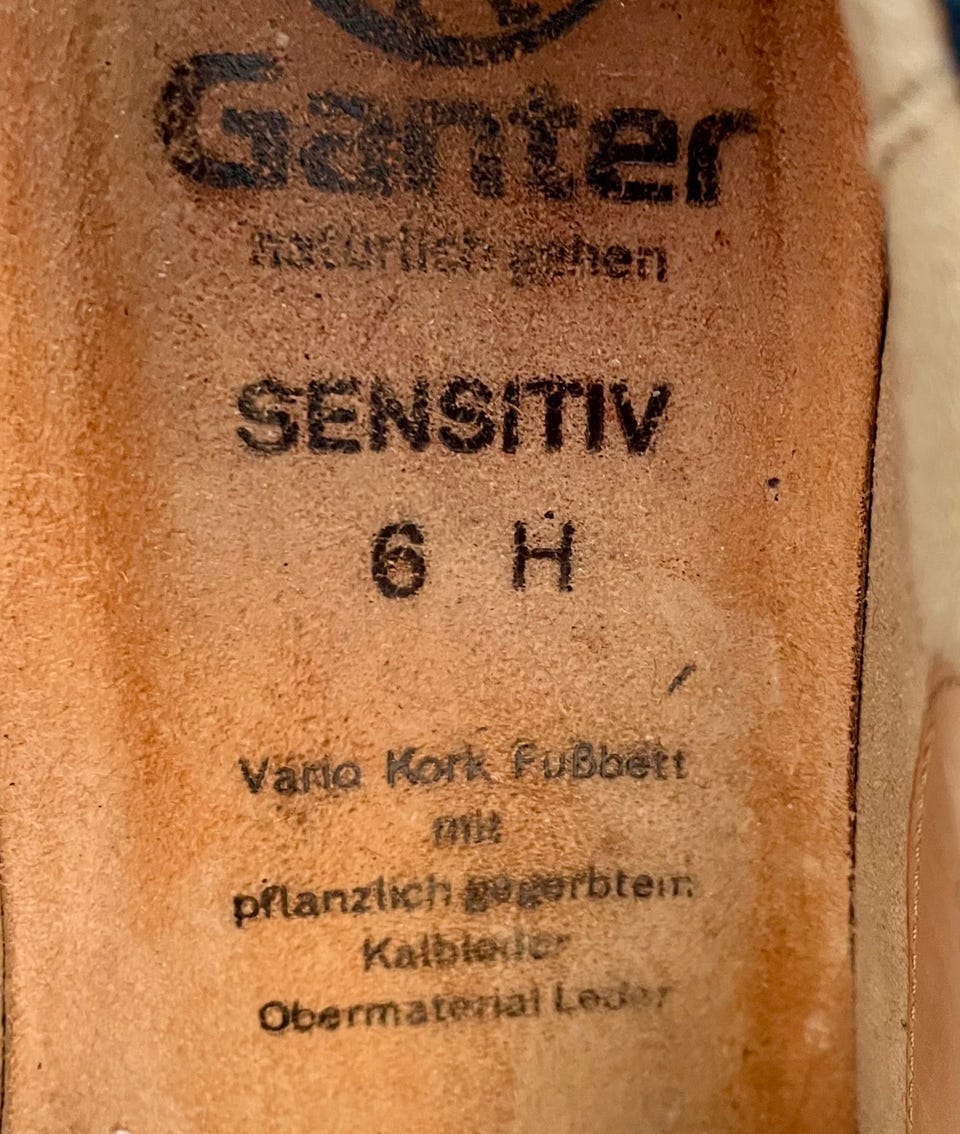 Ganter
natürlich gehen
SENSITIV
6 H
Vario Kork Fußbett
mit
pflanzlich gegerbtem
Kalbleder
Obermaterial Leder